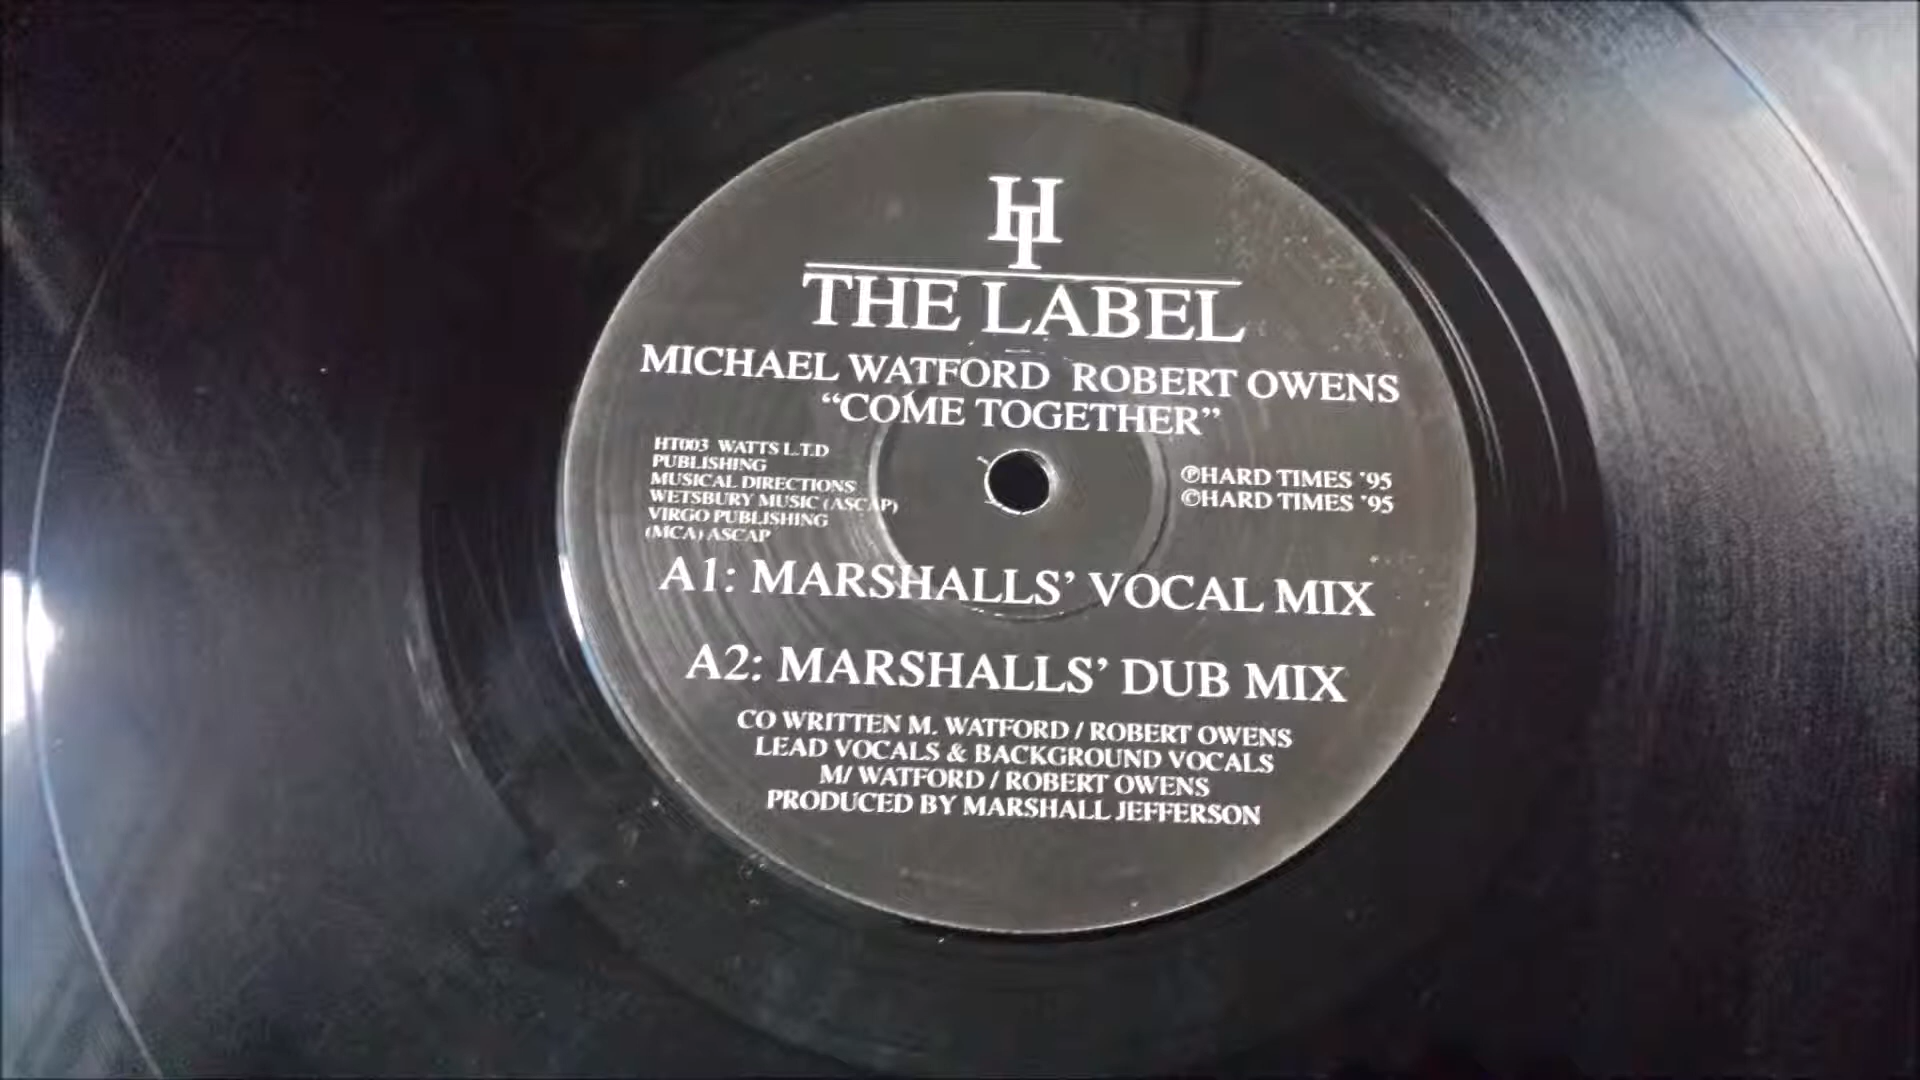 HT
THE LABEL
MICHAEL WATFORD ROBERT OWENS
“COME TOGETHER”
HT003 WATTS L.T.D
PUBLISHING
MUSICAL DIRECTIONS
WETSBURY MUSIC (ASCAP)
VIRGO PUBLISHING
(MCA) ASCAP
℗HARD TIMES '95
©HARD TIMES '95
A1: MARSHALLS’ VOCAL MIX
A2: MARSHALLS’ DUB MIX
CO WRITTEN M. WATFORD / ROBERT OWENS
LEAD VOCALS & BACKGROUND VOCALS
M/ WATFORD / ROBERT OWENS
PRODUCED BY MARSHALL JEFFERSON